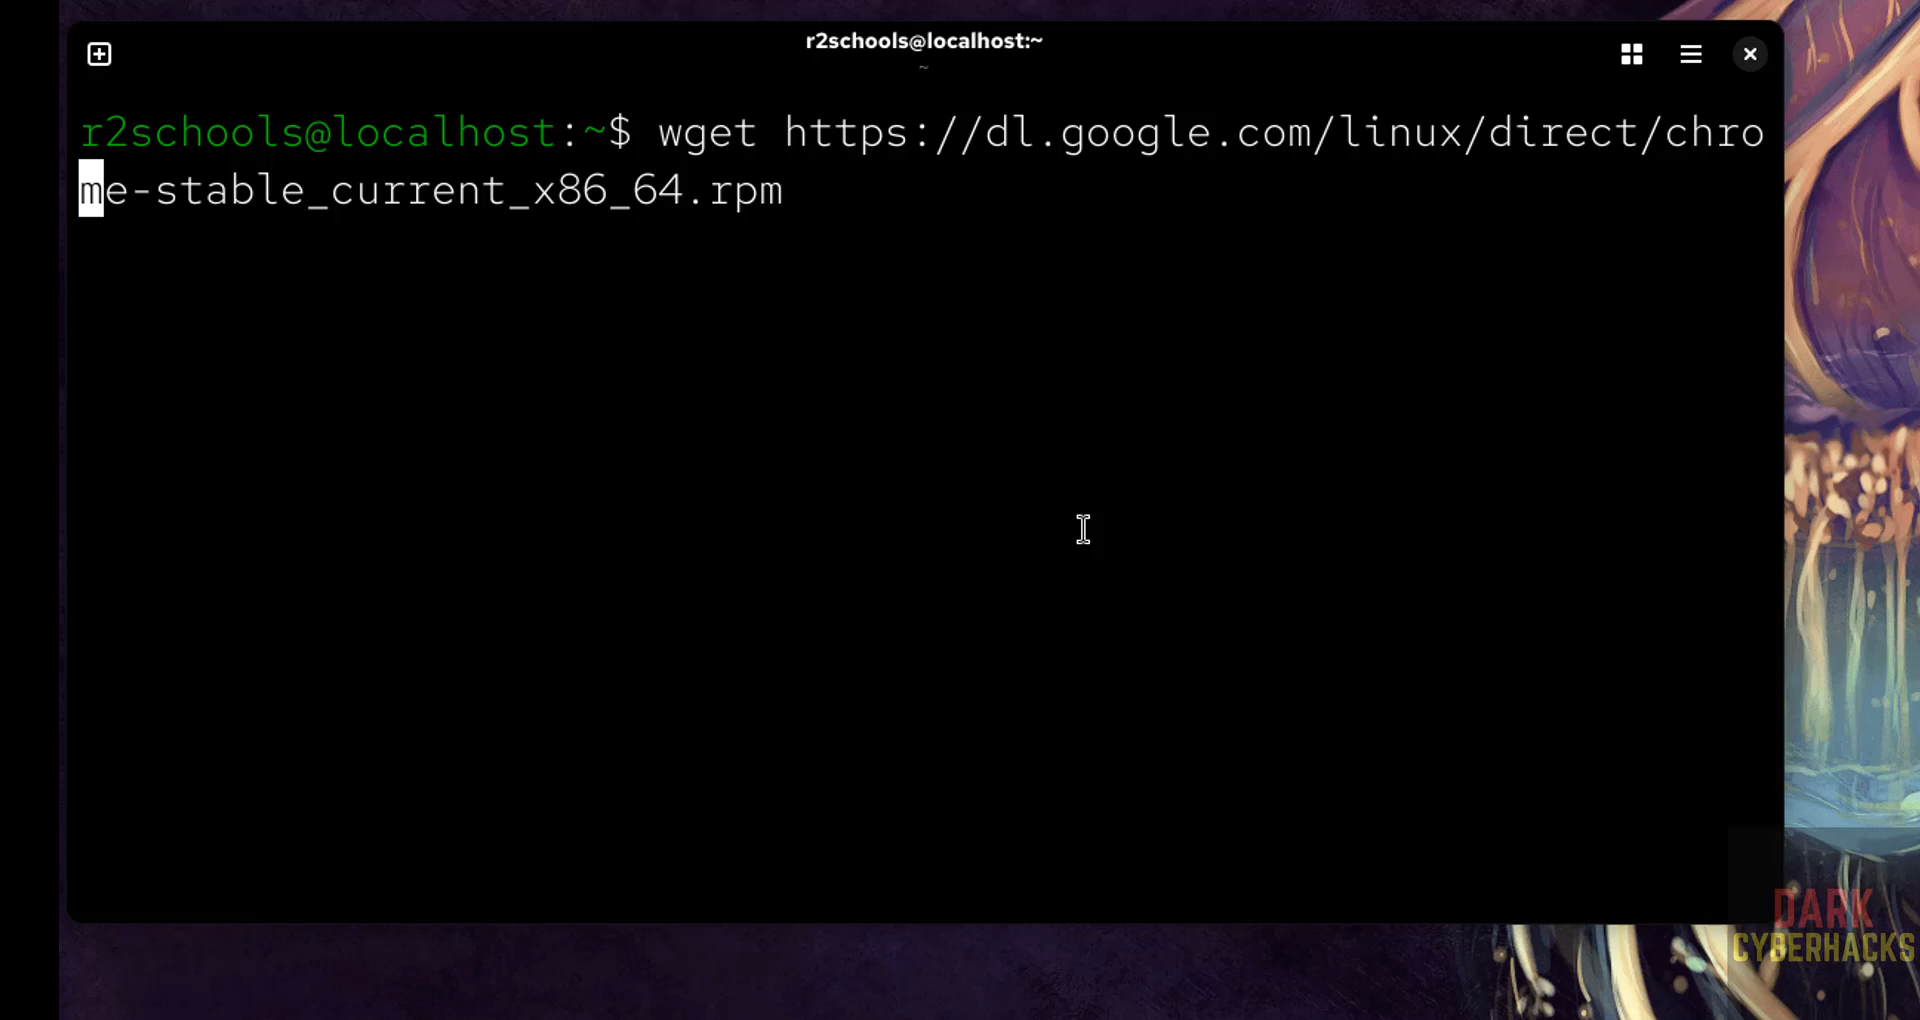 r2schools@localhost:~
~
r2schools@localhost:~$ wget https://dl.google.com/linux/direct/chro
me-stable_current_x86_64.rpm
DARK
CYBERHACKS